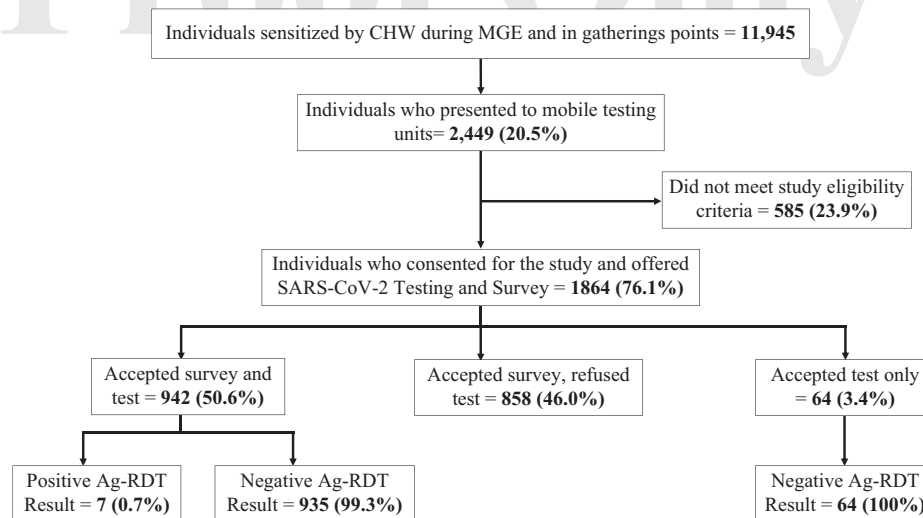 Individuals sensitized by CHW during MGE and in gatherings points = 11,945
Individuals who presented to mobile testing
units= 2,449 (20.5%)
Did not meet study eligibility
criteria = 585 (23.9%)
Individuals who consented for the study and offered
SARS-CoV-2 Testing and Survey = 1864 (76.1%)
Accepted survey and
test = 942 (50.6%)
Accepted survey, refused
test = 858 (46.0%)
Accepted test only
= 64 (3.4%)
Positive Ag-RDT
Result = 7 (0.7%)
Negative Ag-RDT
Result = 935 (99.3%)
Negative Ag-RDT
Result = 64 (100%)